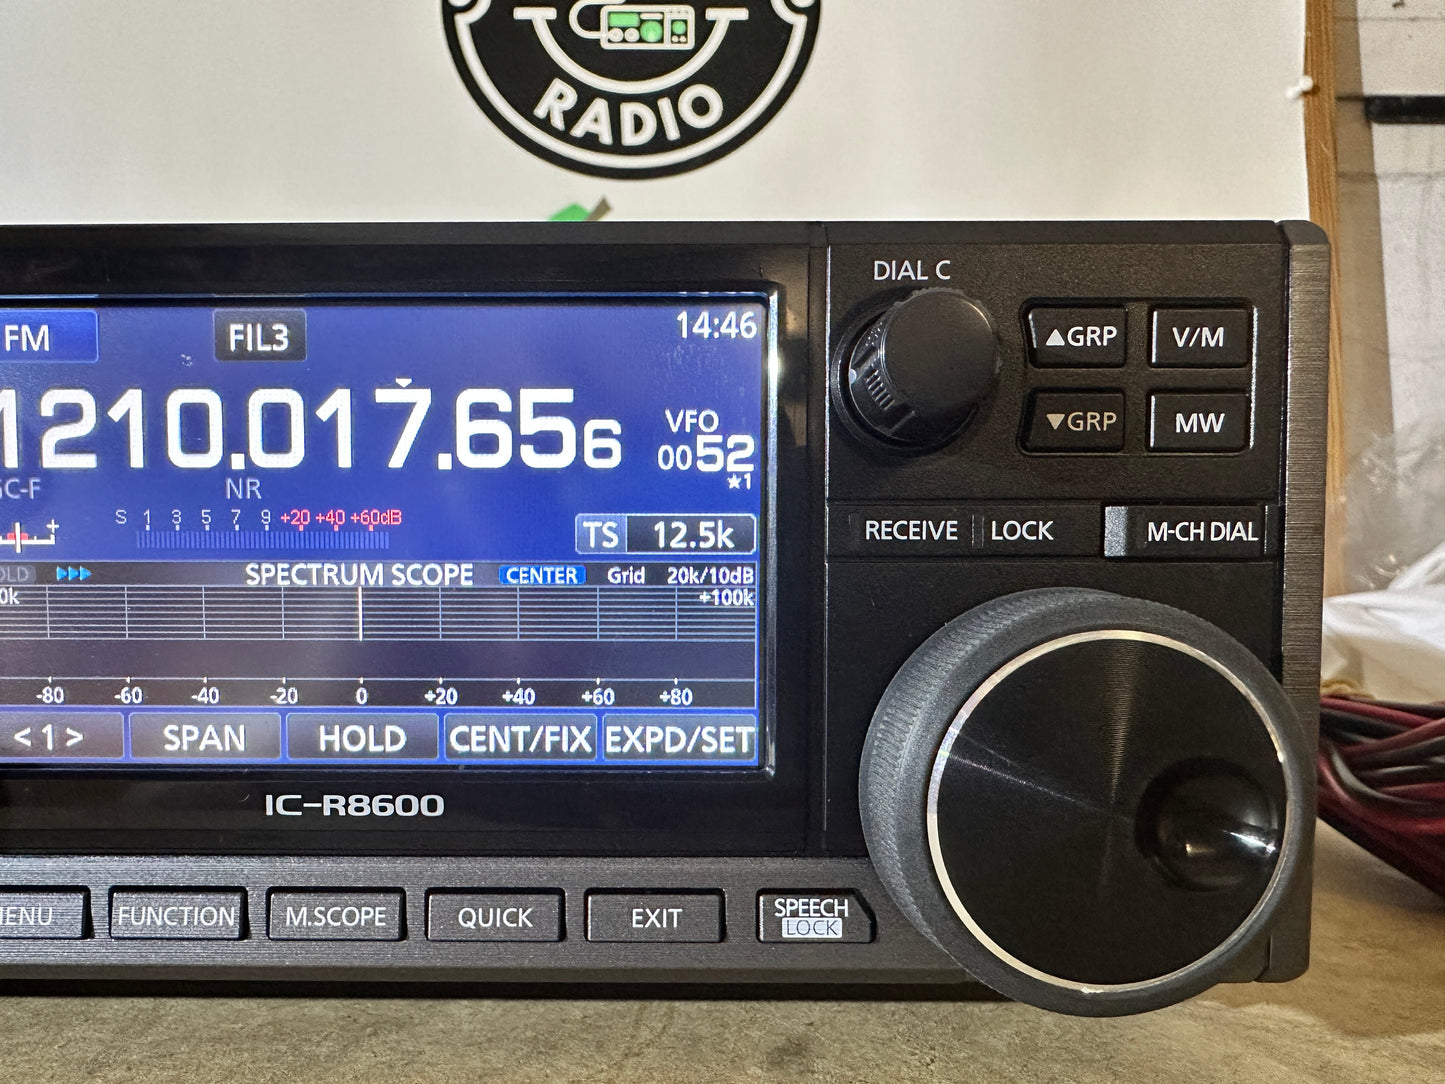 RADIO
DIAL C
FM FIL3 14:46
▲GRP V/M
1210.017.656 VFO
0052
★1
▼GRP MW
NR
S 1 3 5 7 9 +20 +40 +60dB
+
TS 12.5k
RECEIVE LOCK M-CH DIAL
SPECTRUM SCOPE CENTER Grid 20k/10dB
+100k
-80 -60 -40 -20 0 +20 +40 +60 +80
<1> SPAN HOLD CENT/FIX EXPD/SET
IC-R8600
FUNCTION M.SCOPE QUICK EXIT SPEECH
LOCK